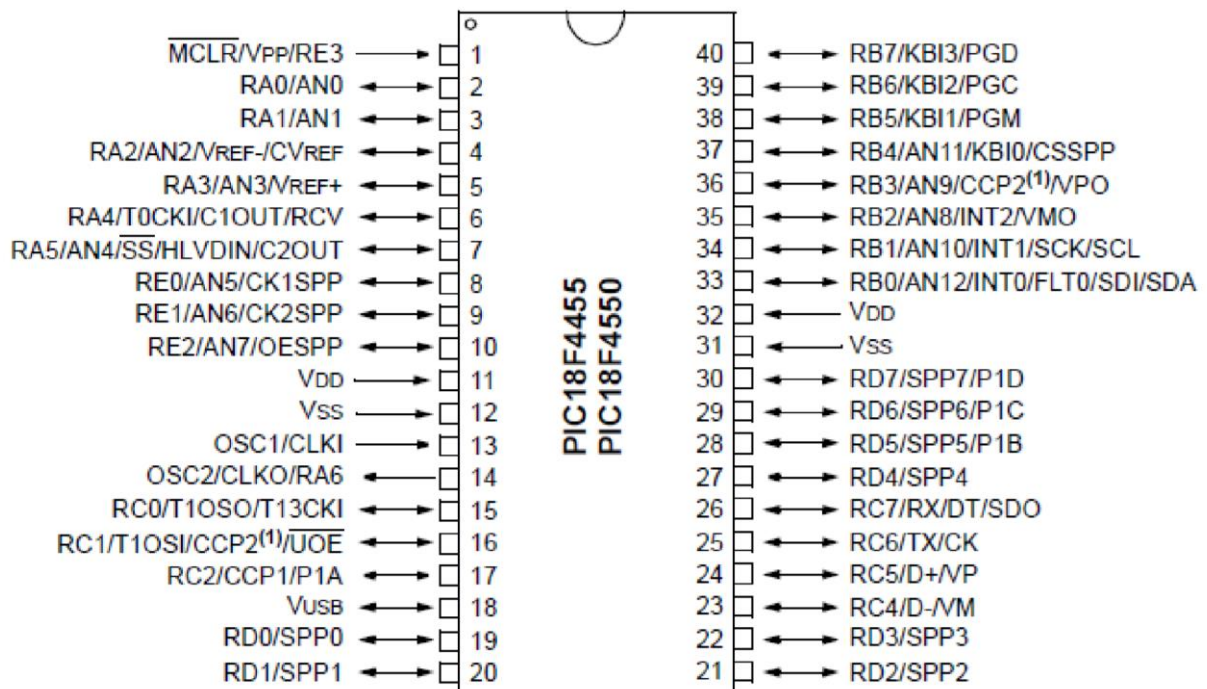 MCLR/VPP/RE3 1 40 RB7/KBI3/PGD
RA0/AN0 2 39 RB6/KBI2/PGC
RA1/AN1 3 38 RB5/KBI1/PGM
RA2/AN2/VREF-/CVREF 4 37 RB4/AN11/KBI0/CSSPP
RA3/AN3/VREF+ 5 36 RB3/AN9/CCP2(1)/VPO
RA4/T0CKI/C1OUT/RCV 6 35 RB2/AN8/INT2/VMO
RA5/AN4/SS/HLVDIN/C2OUT 7 34 RB1/AN10/INT1/SCK/SCL
RE0/AN5/CK1SPP 8 33 RB0/AN12/INT0/FLT0/SDI/SDA
RE1/AN6/CK2SPP 9 32 VDD
RE2/AN7/OESPP 10 31 VSS
VDD 11 30 RD7/SPP7/P1D
VSS 12 29 RD6/SPP6/P1C
OSC1/CLKI 13 28 RD5/SPP5/P1B
OSC2/CLKO/RA6 14 27 RD4/SPP4
RC0/T1OSO/T13CKI 15 26 RC7/RX/DT/SDO
RC1/T1OSI/CCP2(1)/UOE 16 25 RC6/TX/CK
RC2/CCP1/P1A 17 24 RC5/D+/VP
VUSB 18 23 RC4/D-/VM
RD0/SPP0 19 22 RD3/SPP3
RD1/SPP1 20 21 RD2/SPP2
PIC18F4455
PIC18F4550